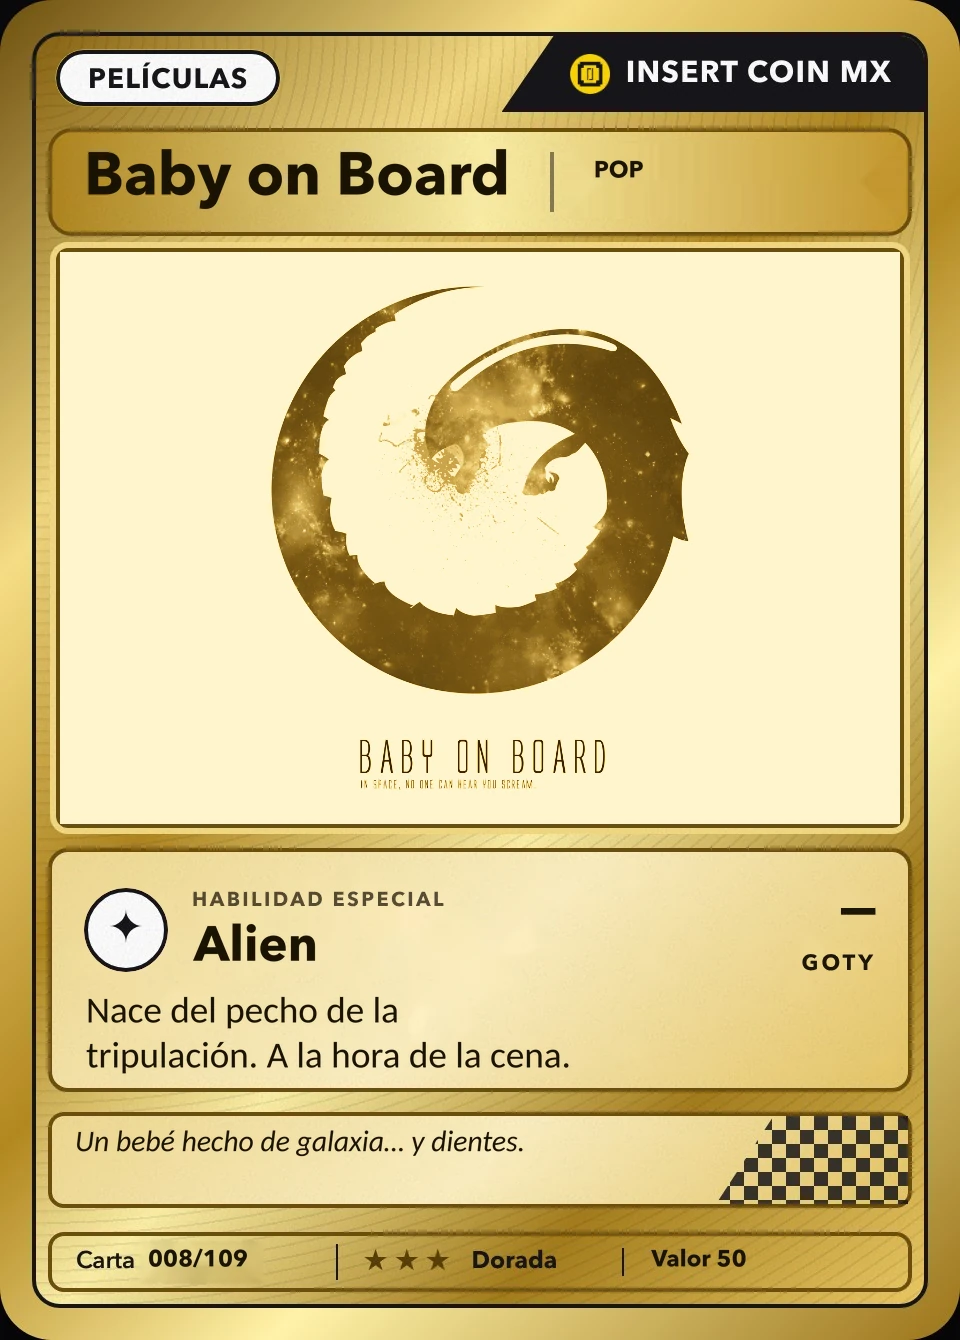 PELÍCULAS
INSERT COIN MX
Baby on Board
POP
BABY ON BOARD
IN SPACE, NO ONE CAN HEAR YOU SCREAM.
HABILIDAD ESPECIAL
Alien
—
GOTY
Nace del pecho de la
tripulación. A la hora de la cena.
Un bebé hecho de galaxia... y dientes.
Carta 008/109
★★★ Dorada
Valor 50